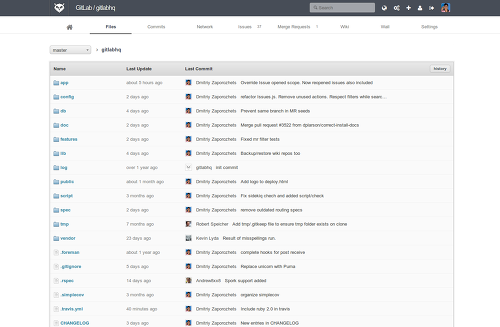 GitLab / gitlabhq
Search
Files Commits Network Issues 37 Merge Requests Wiki Wall Settings
master gitlabhq
Name Last Update Last Commit history
app about 5 hours ago Dmitriy Zaporozhets Override issue opened scope. Now reopened issues also included
config 2 days ago Dmitriy Zaporozhets refactor issues js. Remove unused actions. Respect filters while searc...
db 4 days ago Dmitriy Zaporozhets Prevent same branch in MR seeds
doc 2 days ago Dmitriy Zaporozhets Merge pull request #3522 from dplarson/correct-install-docs
features 2 days ago Dmitriy Zaporozhets Fixed mr filter tests
lib 4 days ago Dmitriy Zaporozhets Backup/restore wiki repos too
log over 1 year ago gitlabhq init commit
public about 1 month ago Dmitriy Zaporozhets Add logo to deploy.html
script 3 months ago Dmitriy Zaporozhets Fix sidekiq chech and added script/check
spec 2 days ago Dmitriy Zaporozhets remove outdated routing specs
tmp 7 months ago Robert Speicher Add tmp/.gitkeep file to ensure tmp folder exists on clone
vendor 23 days ago Kevin Lyda Result of misspellings run.
.foreman about 1 year ago Dmitriy Zaporozhets complete hooks for post receive
.gitignore 5 days ago Dmitriy Zaporozhets Replace unicorn with Puma
.rspec 14 days ago Andrew8xx8 Spork support added
.simplecov 3 months ago Dmitriy Zaporozhets organize simplecov
.travis.yml 40 minutes ago Dmitriy Zaporozhets include ruby 2.0 in travis
CHANGELOG 3 days ago Dmitriy Zaporozhets New entries in CHANGELOG